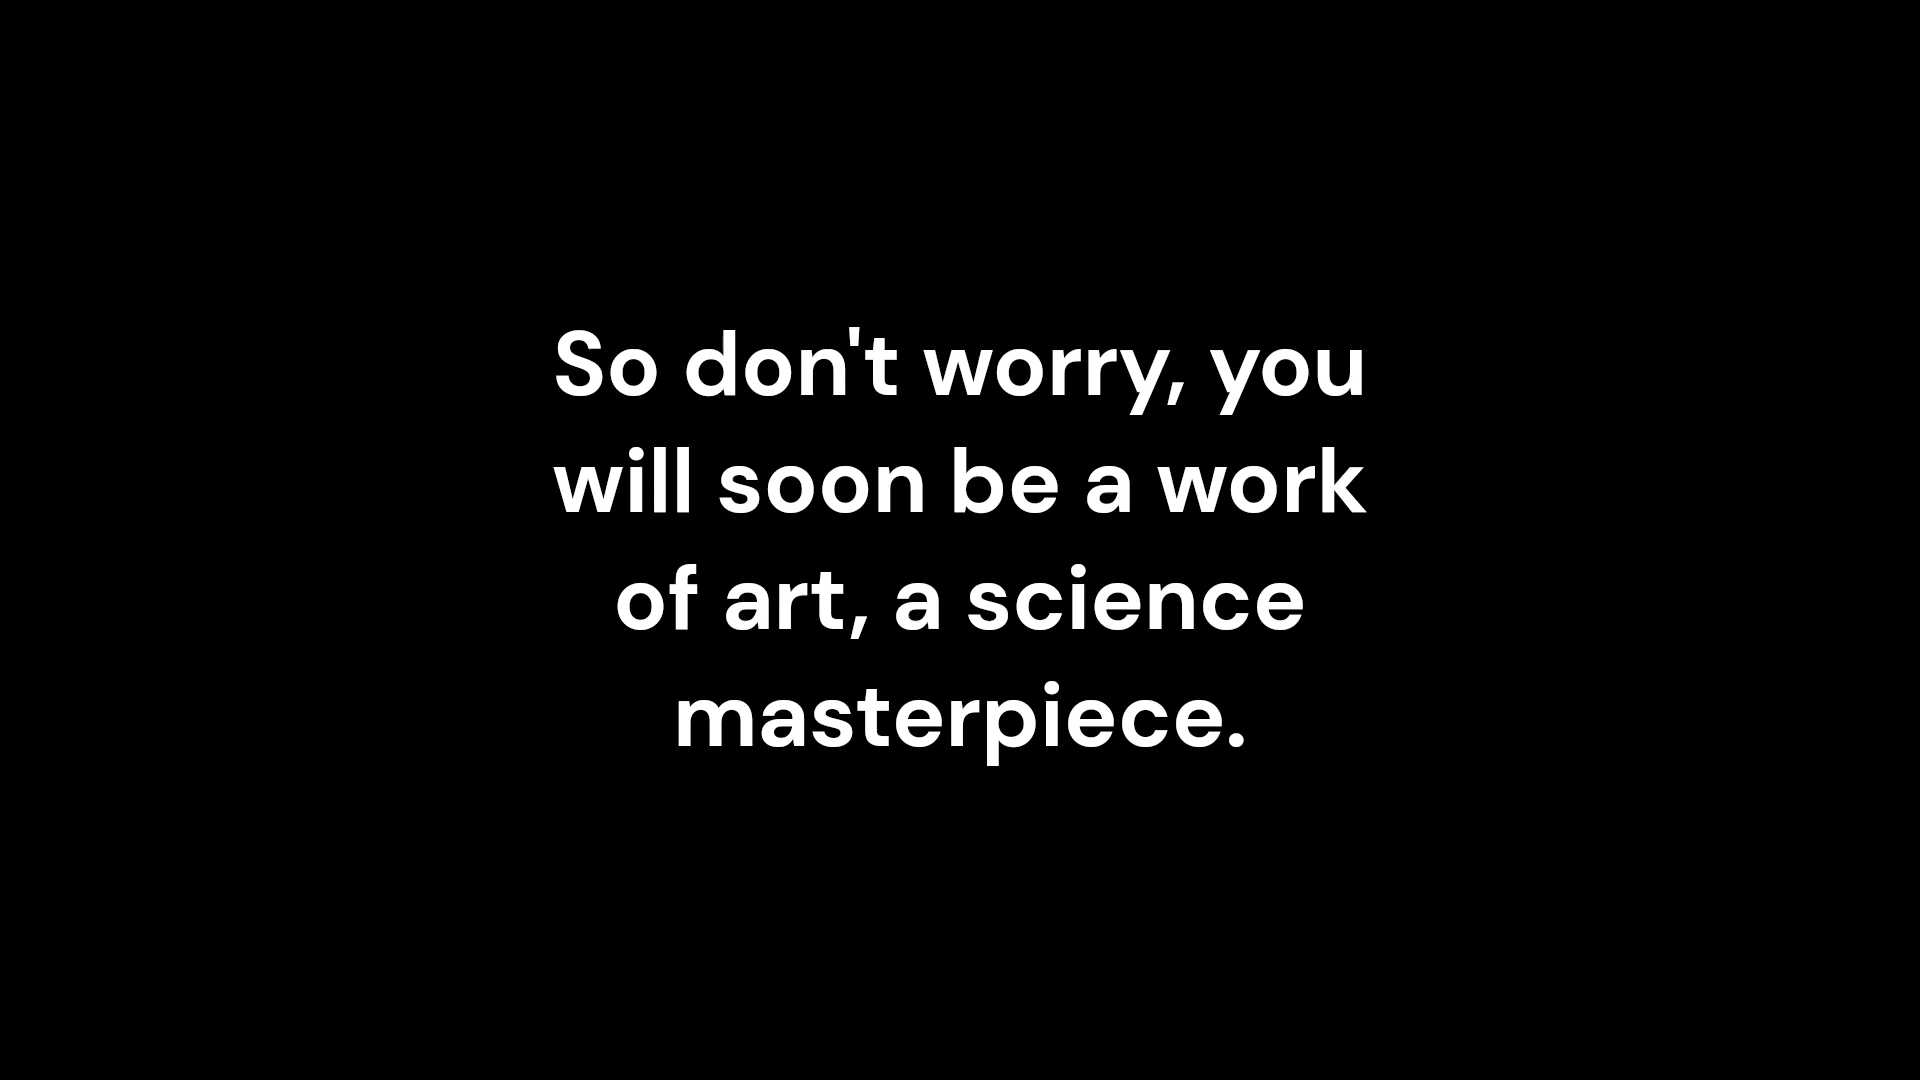 So don't worry, you
will soon be a work
of art, a science
masterpiece.